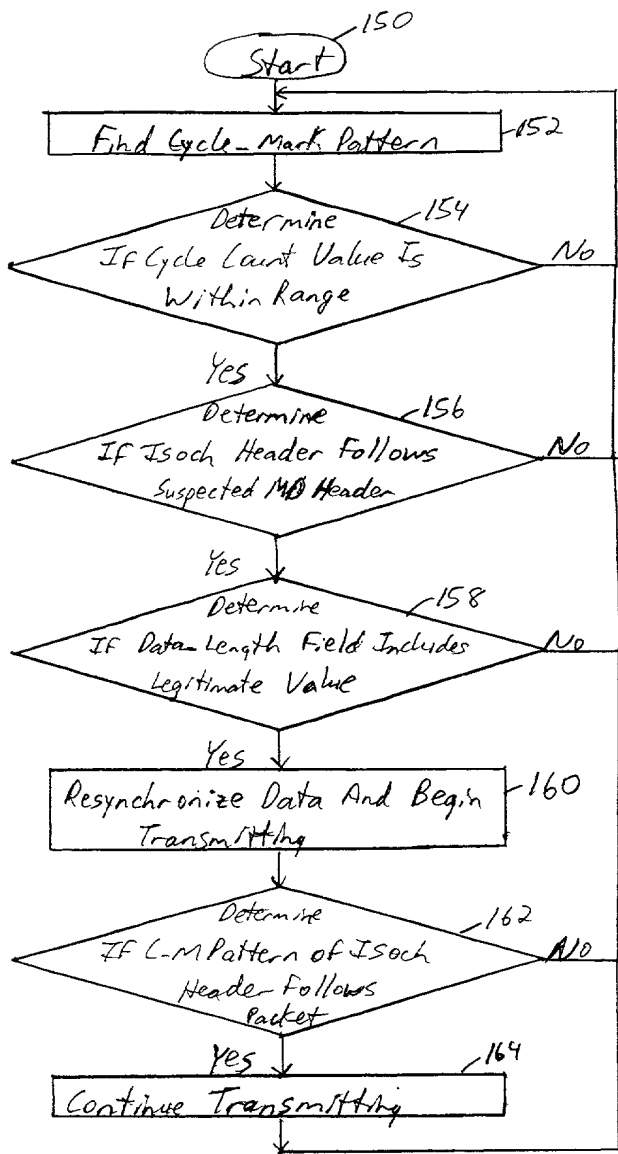 150
Start
Find Cycle_Mark Pattern
152
154
Determine
If Cycle Count Value Is
Within Range
No
Yes
156
Determine
If Isoch Header Follows
Suspected MD Header
No
Yes
158
Determine
If Data_Length Field Includes
Legitimate Value
No
Yes
Resynchronize Data And Begin
Transmitting
160
162
Determine
If C-M Pattern of Isoch
Header Follows
Packet
No
Yes
164
Continue Transmitting